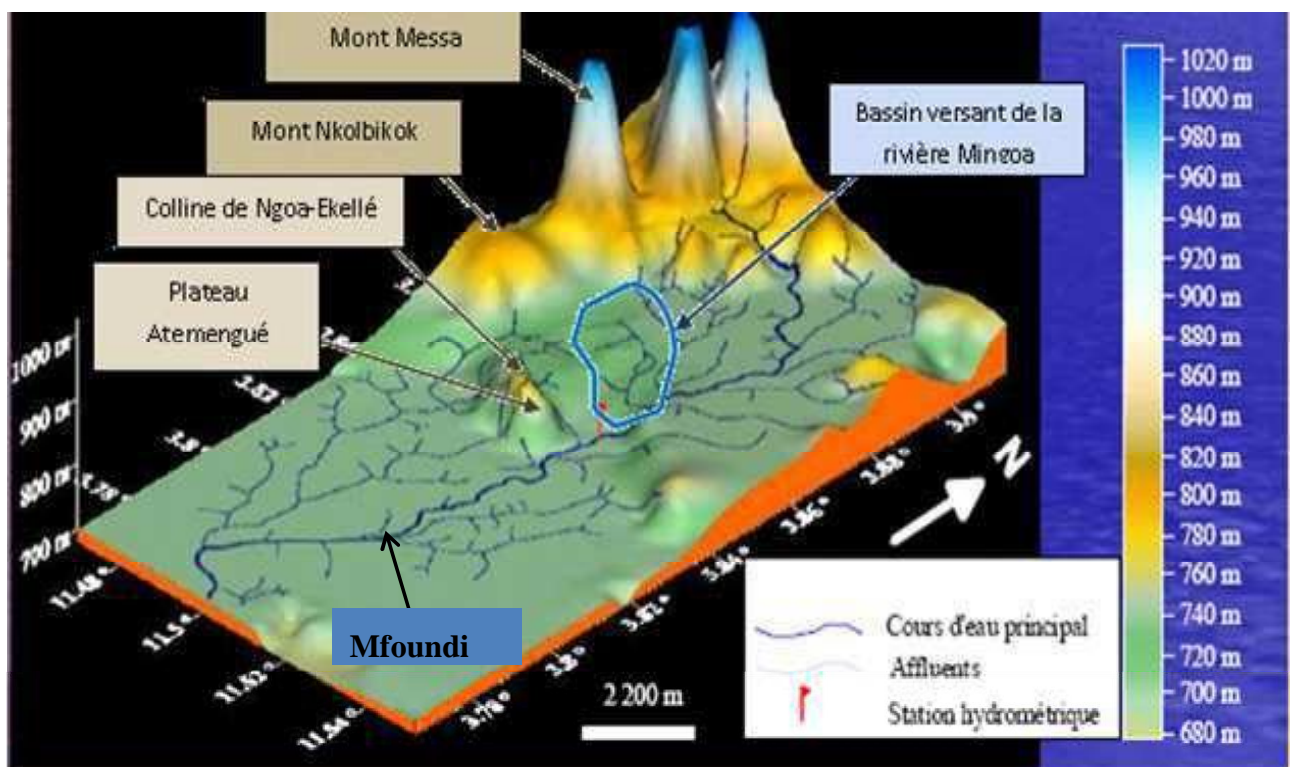 Mont Messa
Mont Nkolbikok
Colline de Ngoa-Ekellé
Plateau
Atemengué
Bassin versant de la
rivière Mingoa
Mfoundi
N
2 200 m
Cours d'eau principal
Affluents
Station hydrométrique
1020 m
1000 m
980 m
960 m
940 m
920 m
900 m
880 m
860 m
840 m
820 m
800 m
780 m
760 m
740 m
720 m
700 m
680 m
1000 m
900 m
800 m
700 m
11.48 °
11.5 °
11.52 °
11.54 °
3.78 °
3.8 °
3.82 °
3.84 °
3.86 °
3.88 °
3.78 °